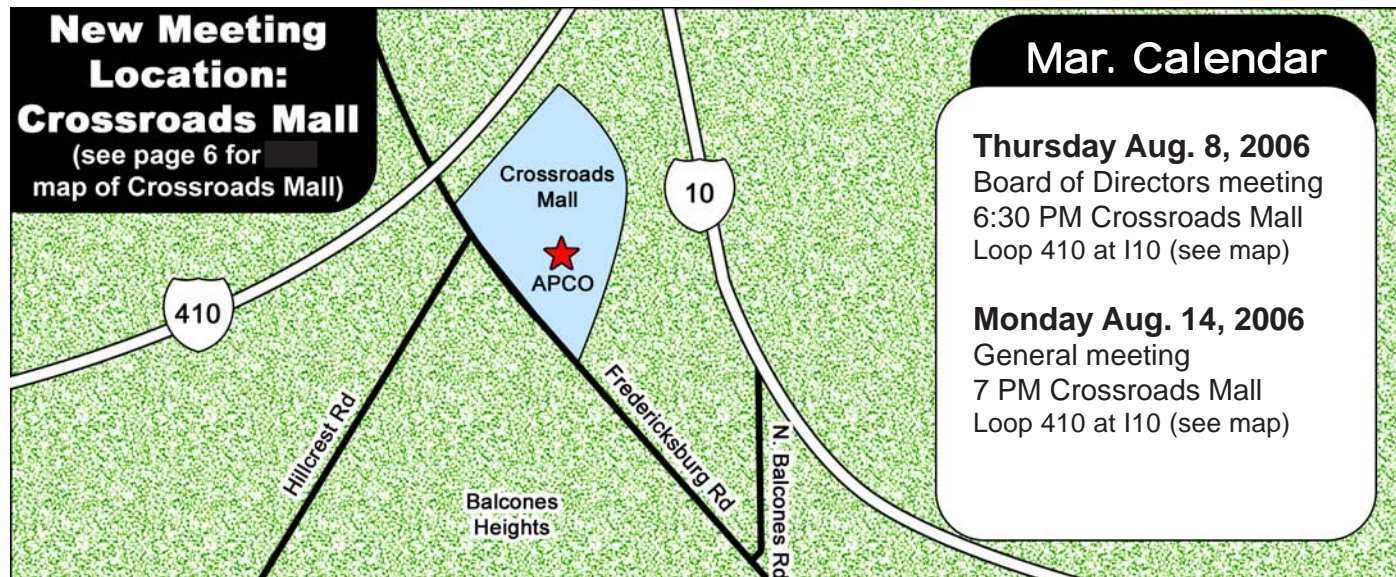 New Meeting
Location:
Crossroads Mall
(see page 6 for
map of Crossroads Mall)
Mar. Calendar
Thursday Aug. 8, 2006
Board of Directors meeting
6:30 PM Crossroads Mall
Loop 410 at I10 (see map)
Monday Aug. 14, 2006
General meeting
7 PM Crossroads Mall
Loop 410 at I10 (see map)
Crossroads
Mall
APCO
10
410
Hillcrest Rd
Fredericksburg Rd
N. Balcones Rd
Balcones
Heights